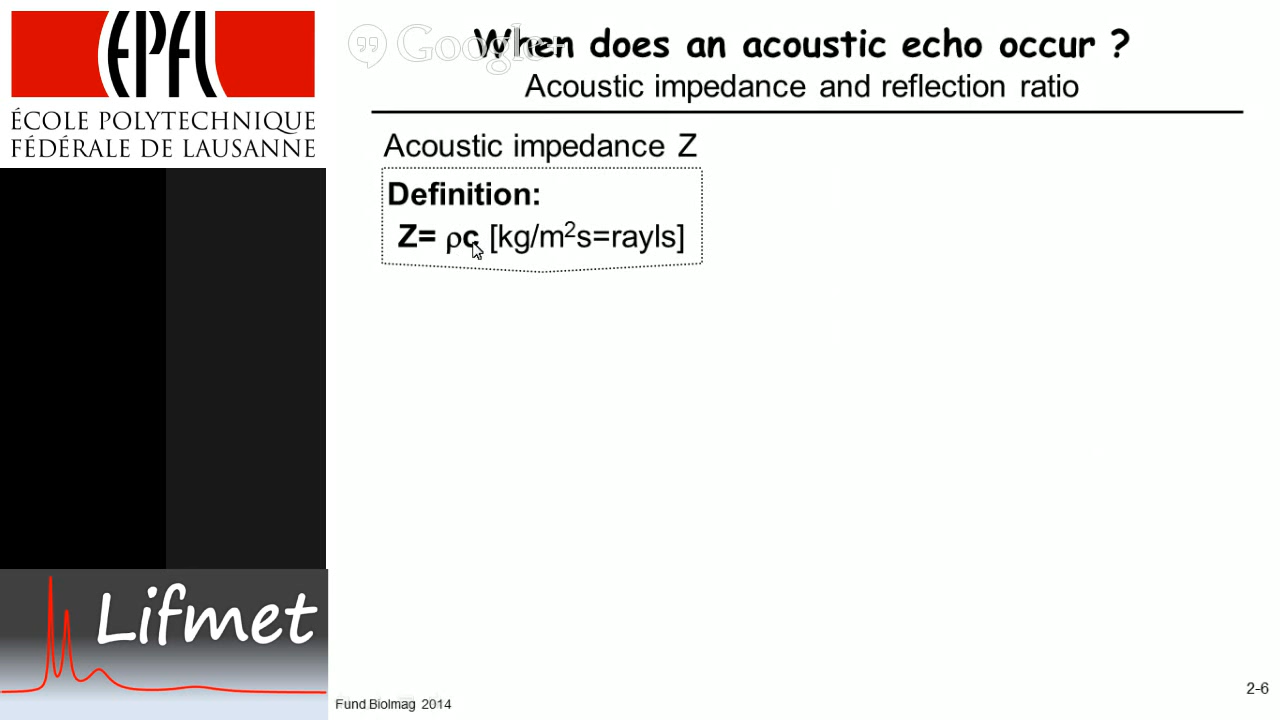 EPFL
ÉCOLE POLYTECHNIQUE
FÉDÉRALE DE LAUSANNE
Google+
When does an acoustic echo occur ?
Acoustic impedance and reflection ratio
Acoustic impedance Z
Definition:
Z= ρc [kg/m²s=rayls]
Lifmet
Fund BioImag 2014
2-6